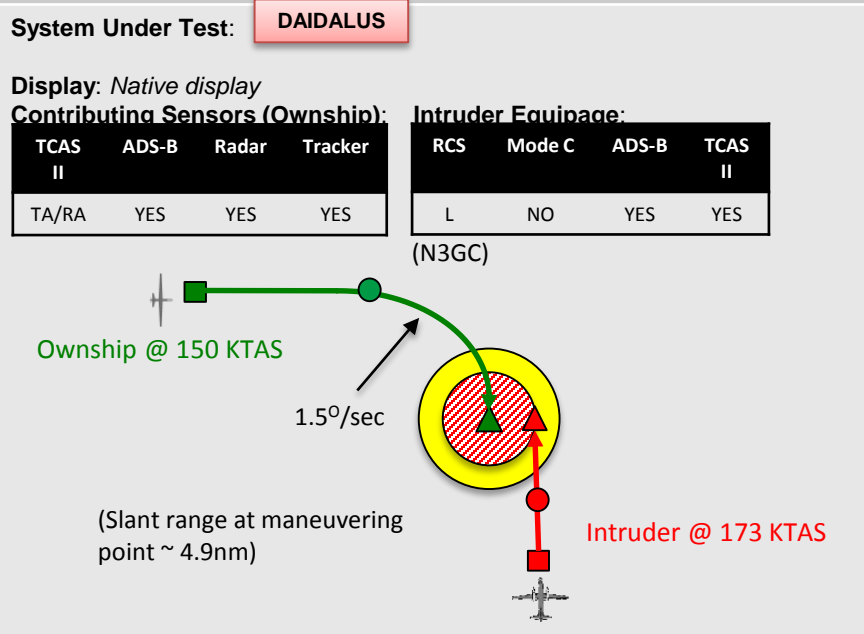 System Under Test: DAIDALUS
Display: Native display
Contributing Sensors (Ownship): Intruder Equipage:
TCAS II ADS-B Radar Tracker RCS Mode C ADS-B TCAS II
TA/RA YES YES YES L NO YES YES
(N3GC)
Ownship @ 150 KTAS
1.5O/sec
(Slant range at maneuvering
point ~ 4.9nm)
Intruder @ 173 KTAS